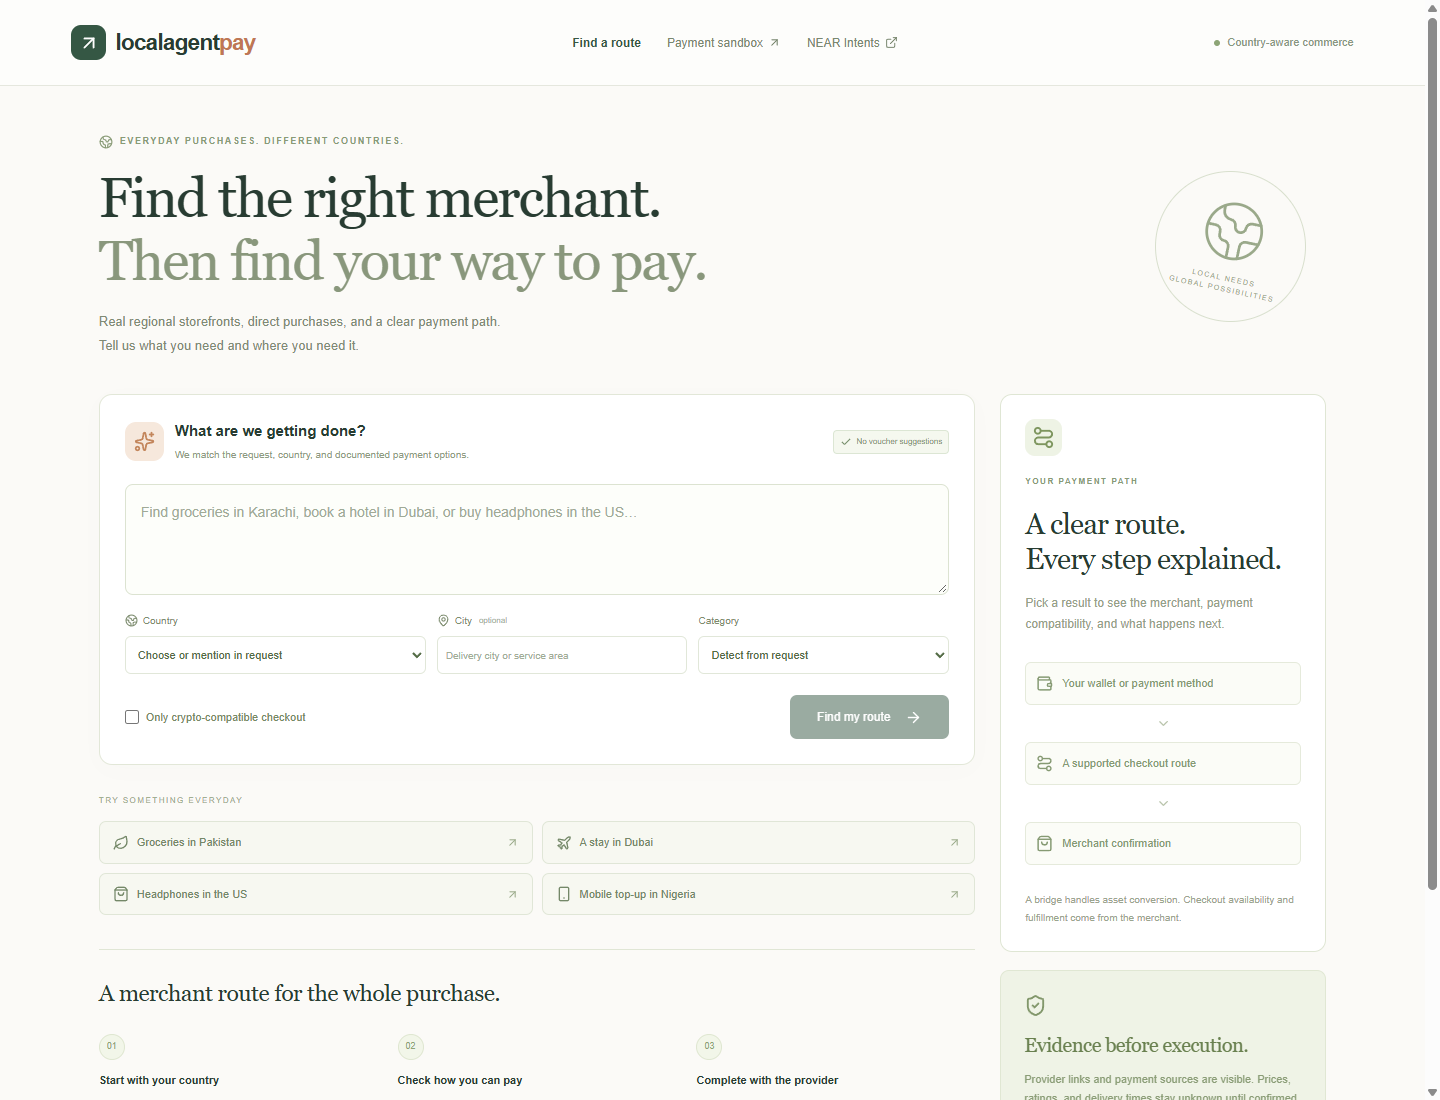 localagentpay
Find a route
Payment sandbox
NEAR Intents
Country-aware commerce
EVERYDAY PURCHASES. DIFFERENT COUNTRIES.
Find the right merchant.
Then find your way to pay.
Real regional storefronts, direct purchases, and a clear payment path.
Tell us what you need and where you need it.
LOCAL NEEDS
GLOBAL POSSIBILITIES
What are we getting done?
We match the request, country, and documented payment options.
No voucher suggestions
Find groceries in Karachi, book a hotel in Dubai, or buy headphones in the US...
Country
City optional
Category
Choose or mention in request
Delivery city or service area
Detect from request
Only crypto-compatible checkout
Find my route
TRY SOMETHING EVERYDAY
Groceries in Pakistan
A stay in Dubai
Headphones in the US
Mobile top-up in Nigeria
A merchant route for the whole purchase.
01
Start with your country
02
Check how you can pay
03
Complete with the provider
YOUR PAYMENT PATH
A clear route.
Every step explained.
Pick a result to see the merchant, payment
compatibility, and what happens next.
Your wallet or payment method
A supported checkout route
Merchant confirmation
A bridge handles asset conversion. Checkout availability and
fulfillment come from the merchant.
Evidence before execution.
Provider links and payment sources are visible. Prices,
ratings, and delivery times stay unknown until confirmed